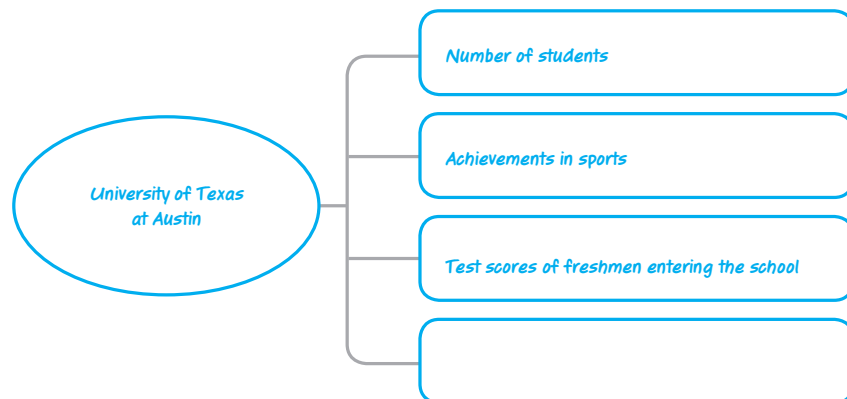 University of Texas
at Austin
Number of students
Achievements in sports
Test scores of freshmen entering the school